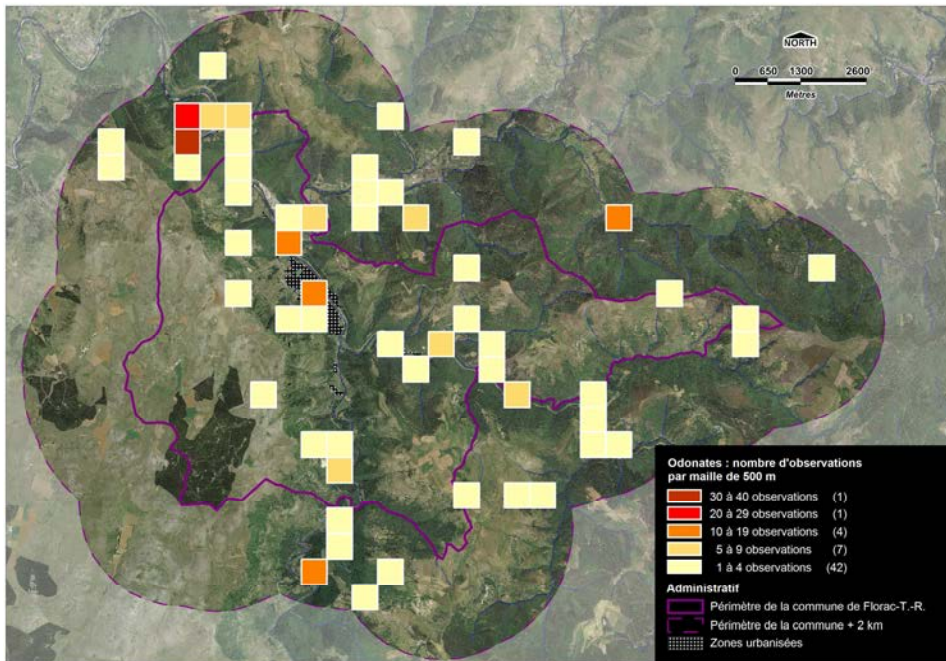 NORTH
0 650 1300 2600
Mètres
Odonates : nombre d'observations
par maille de 500 m
30 à 40 observations (1)
20 à 29 observations (1)
10 à 19 observations (4)
5 à 9 observations (7)
1 à 4 observations (42)
Administratif
Périmètre de la commune de Florac-T.-R.
Périmètre de la commune + 2 km
Zones urbanisées